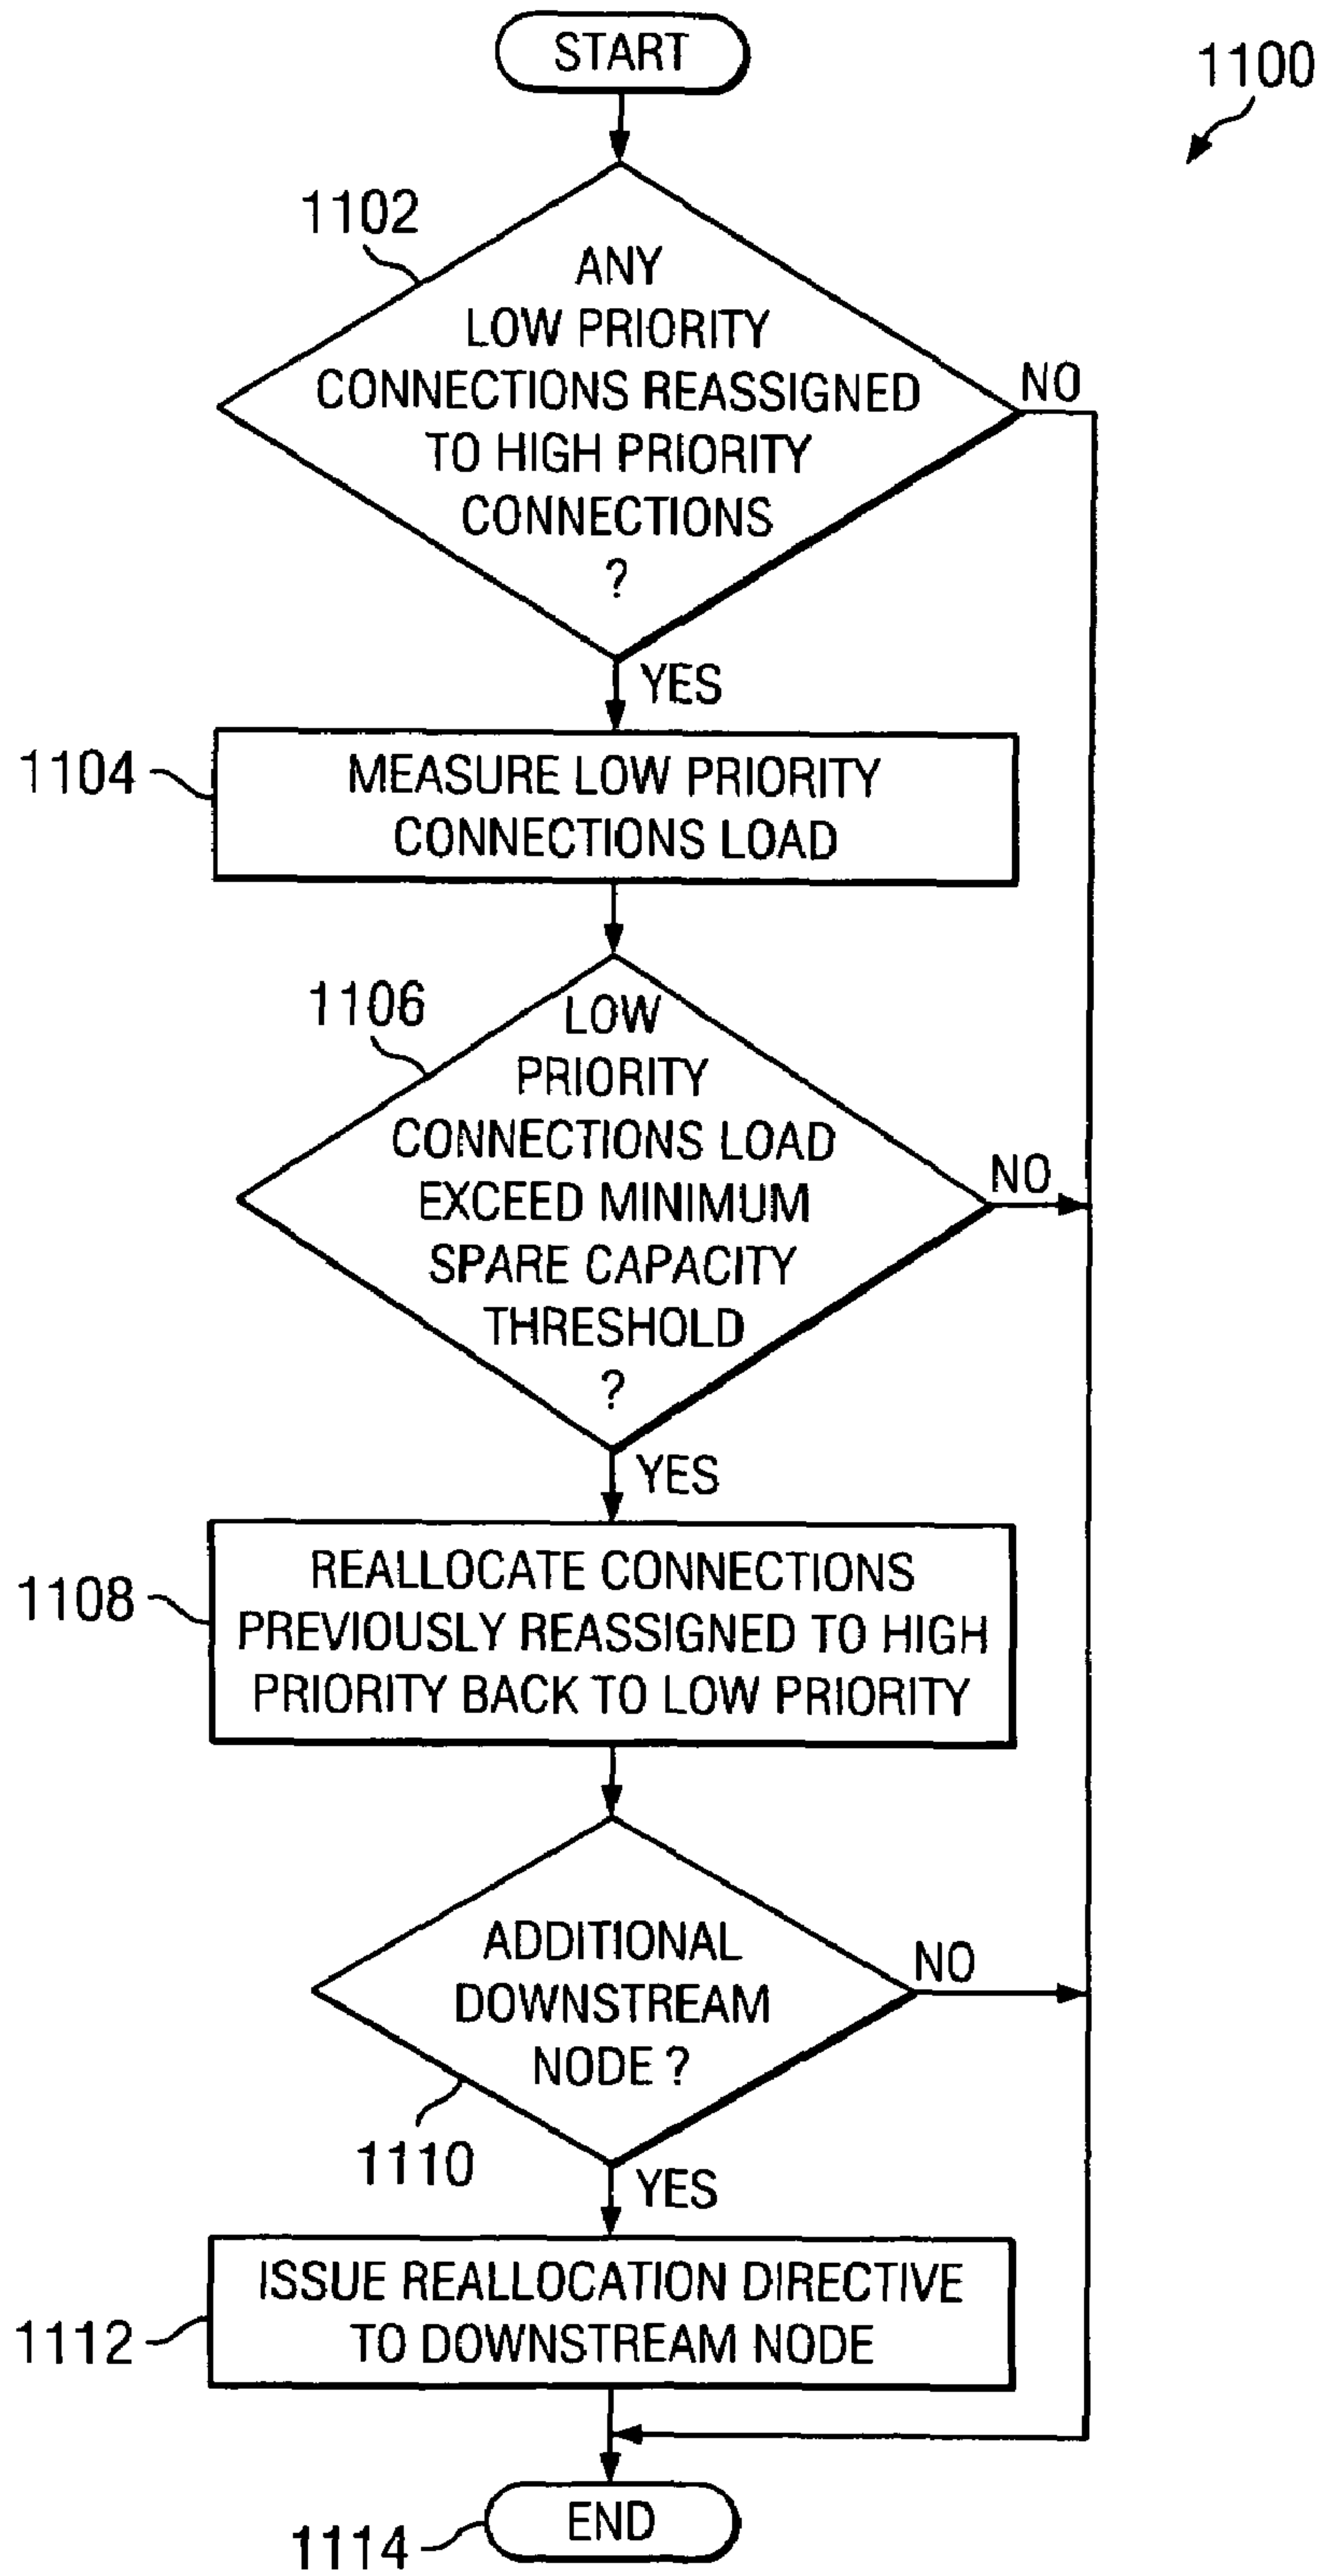 START
1100
1102
ANY
LOW PRIORITY
CONNECTIONS REASSIGNED
TO HIGH PRIORITY
CONNECTIONS
?
NO
YES
1104
MEASURE LOW PRIORITY
CONNECTIONS LOAD
1106
LOW
PRIORITY
CONNECTIONS LOAD
EXCEED MINIMUM
SPARE CAPACITY
THRESHOLD
?
NO
YES
1108
REALLOCATE CONNECTIONS
PREVIOUSLY REASSIGNED TO HIGH
PRIORITY BACK TO LOW PRIORITY
ADDITIONAL
DOWNSTREAM
NODE ?
NO
1110
YES
1112
ISSUE REALLOCATION DIRECTIVE
TO DOWNSTREAM NODE
END
1114